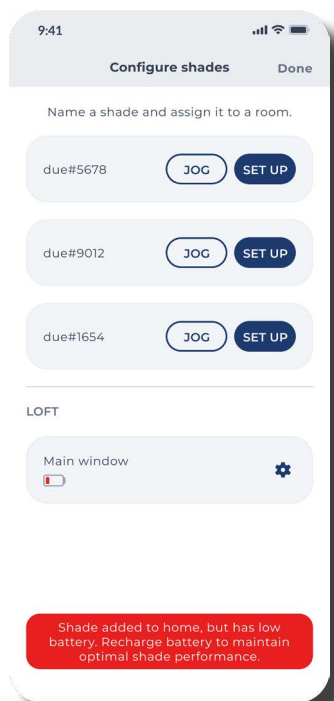 9:41
Configure shades Done
Name a shade and assign it to a room.
due#5678 JOG SET UP
due#9012 JOG SET UP
due#1654 JOG SET UP
LOFT
Main window
Shade added to home, but has low
battery. Recharge battery to maintain
optimal shade performance.